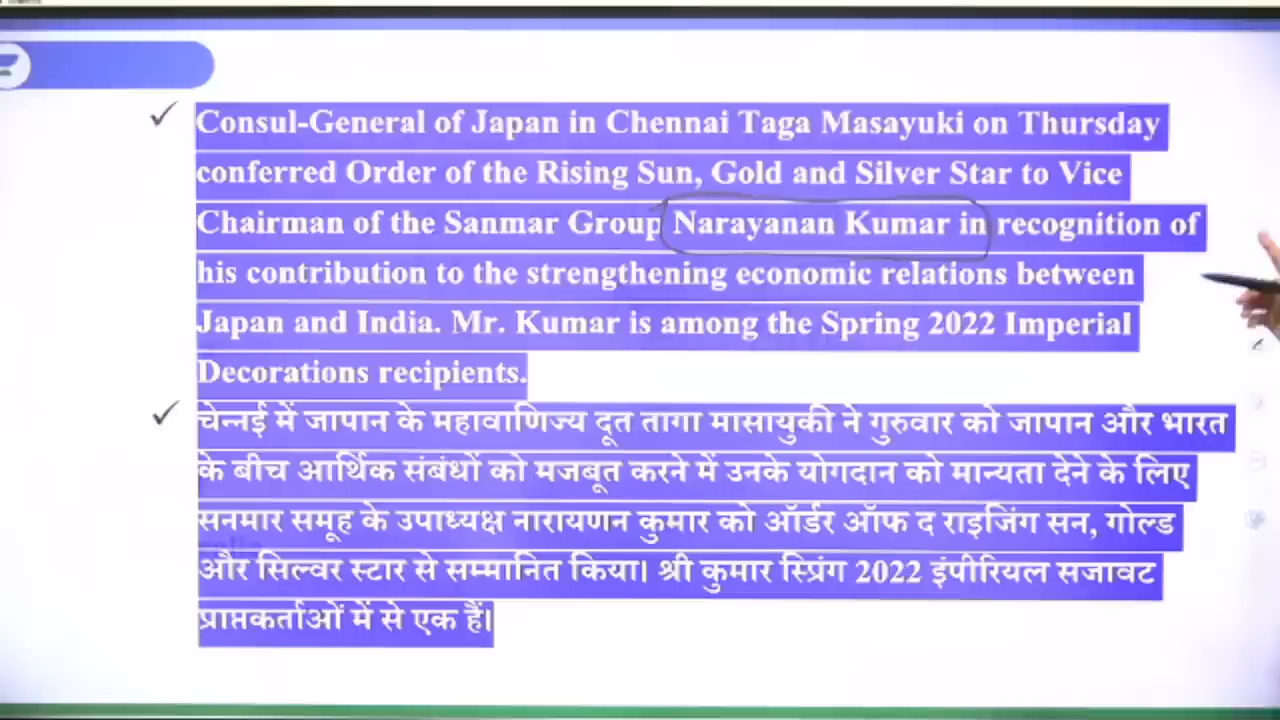 Consul-General of Japan in Chennai Taga Masayuki on Thursday
conferred Order of the Rising Sun, Gold and Silver Star to Vice
Chairman of the Sanmar Group Narayanan Kumar in recognition of
his contribution to the strengthening economic relations between
Japan and India. Mr. Kumar is among the Spring 2022 Imperial
Decorations recipients.
चेन्नई में जापान के महावाणिज्य दूत तागा मासायुकी ने गुरुवार को जापान और भारत
के बीच आर्थिक संबंधों को मजबूत करने में उनके योगदान को मान्यता देने के लिए
सनमार समूह के उपाध्यक्ष नारायणन कुमार को ऑर्डर ऑफ द राइजिंग सन, गोल्ड
और सिल्वर स्टार से सम्मानित किया। श्री कुमार स्प्रिंग 2022 इंपीरियल सजावट
प्राप्तकर्ताओं में से एक हैं।